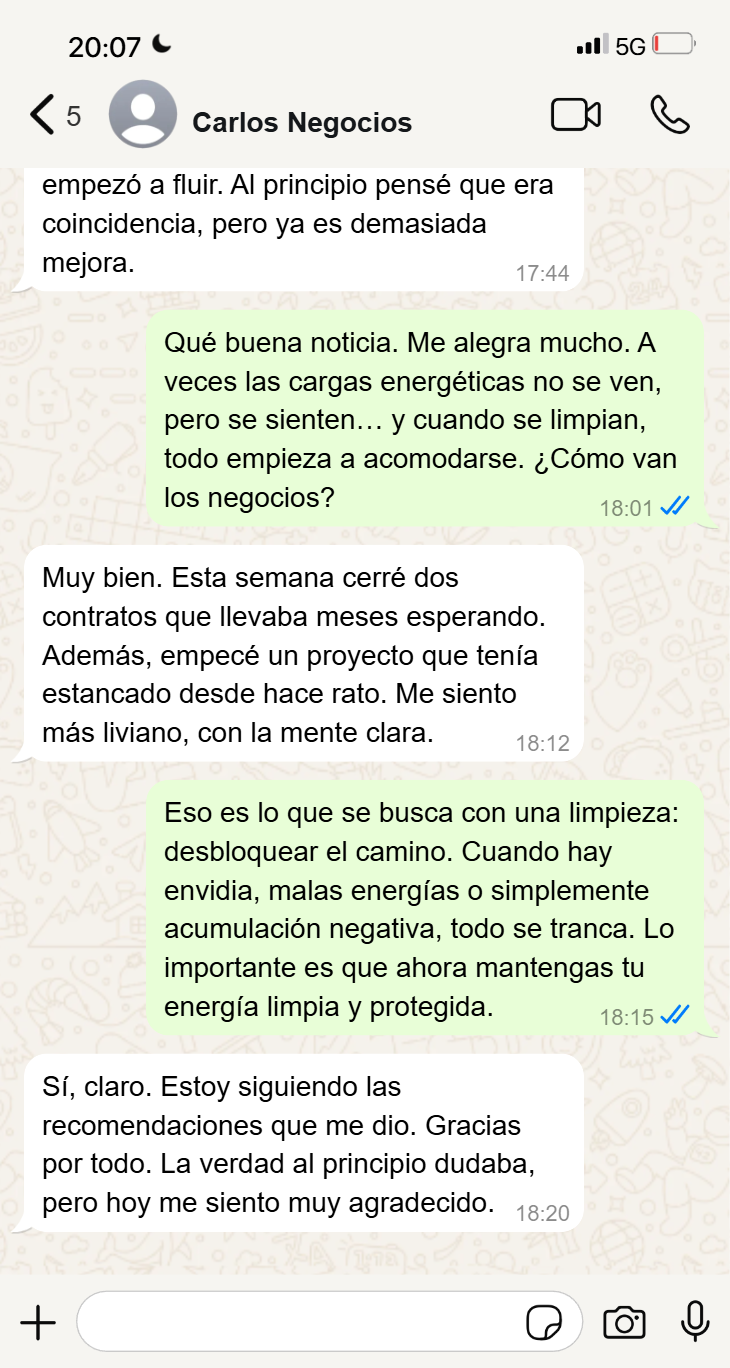 20:07
5G
5
Carlos Negocios
empezó a fluir. Al principio pensé que era
coincidencia, pero ya es demasiada
mejora.
17:44
Qué buena noticia. Me alegra mucho. A
veces las cargas energéticas no se ven,
pero se sienten… y cuando se limpian,
todo empieza a acomodarse. ¿Cómo van
los negocios?
18:01
Muy bien. Esta semana cerré dos
contratos que llevaba meses esperando.
Además, empecé un proyecto que tenía
estancado desde hace rato. Me siento
más liviano, con la mente clara.
18:12
Eso es lo que se busca con una limpieza:
desbloquear el camino. Cuando hay
envidia, malas energías o simplemente
acumulación negativa, todo se tranca. Lo
importante es que ahora mantengas tu
energía limpia y protegida.
18:15
Sí, claro. Estoy siguiendo las
recomendaciones que me dio. Gracias
por todo. La verdad al principio dudaba,
pero hoy me siento muy agradecido.
18:20